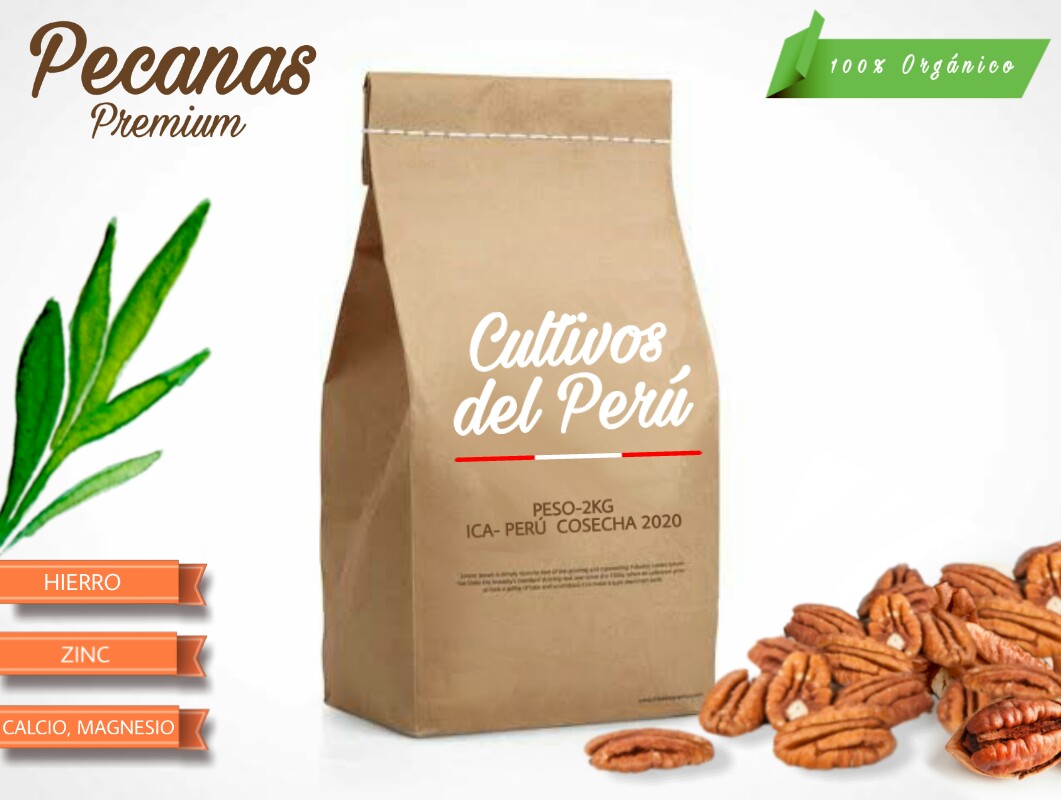 Pecanas
Premium
100% Orgánico
Cultivos
del Perú
PESO-2KG
ICA- PERÚ  COSECHA 2020
HIERRO
ZINC
CALCIO, MAGNESIO